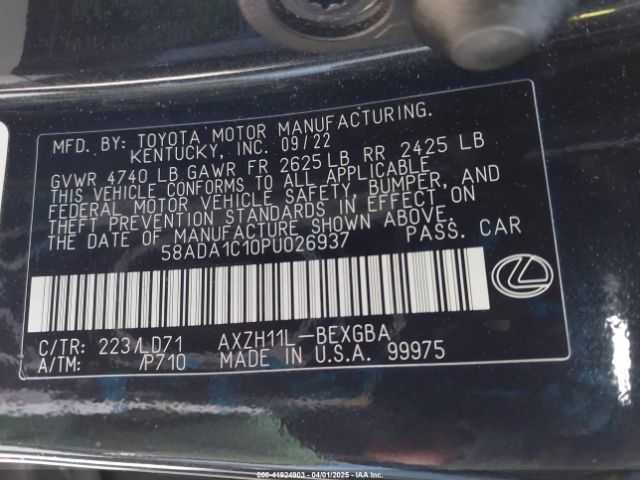 MFD. BY: TOYOTA MOTOR MANUFACTURING.
KENTUCKY, INC. 09/22
GVWR 4740 LB GAWR FR 2625 LB RR 2425 LB
THIS VEHICLE CONFORMS TO ALL APPLICABLE
FEDERAL MOTOR VEHICLE SAFETY, BUMPER, AND
THEFT PREVENTION STANDARDS IN EFFECT ON
THE DATE OF MANUFACTURE SHOWN ABOVE.
58ADA1C10PU026937 PASS. CAR
C/TR: 223/LD71 AXZH11L-BEXGBA
A/TM: /P710 MADE IN U.S.A. 99975
000-41924903 - 04/01/2025 - IAAI.COM